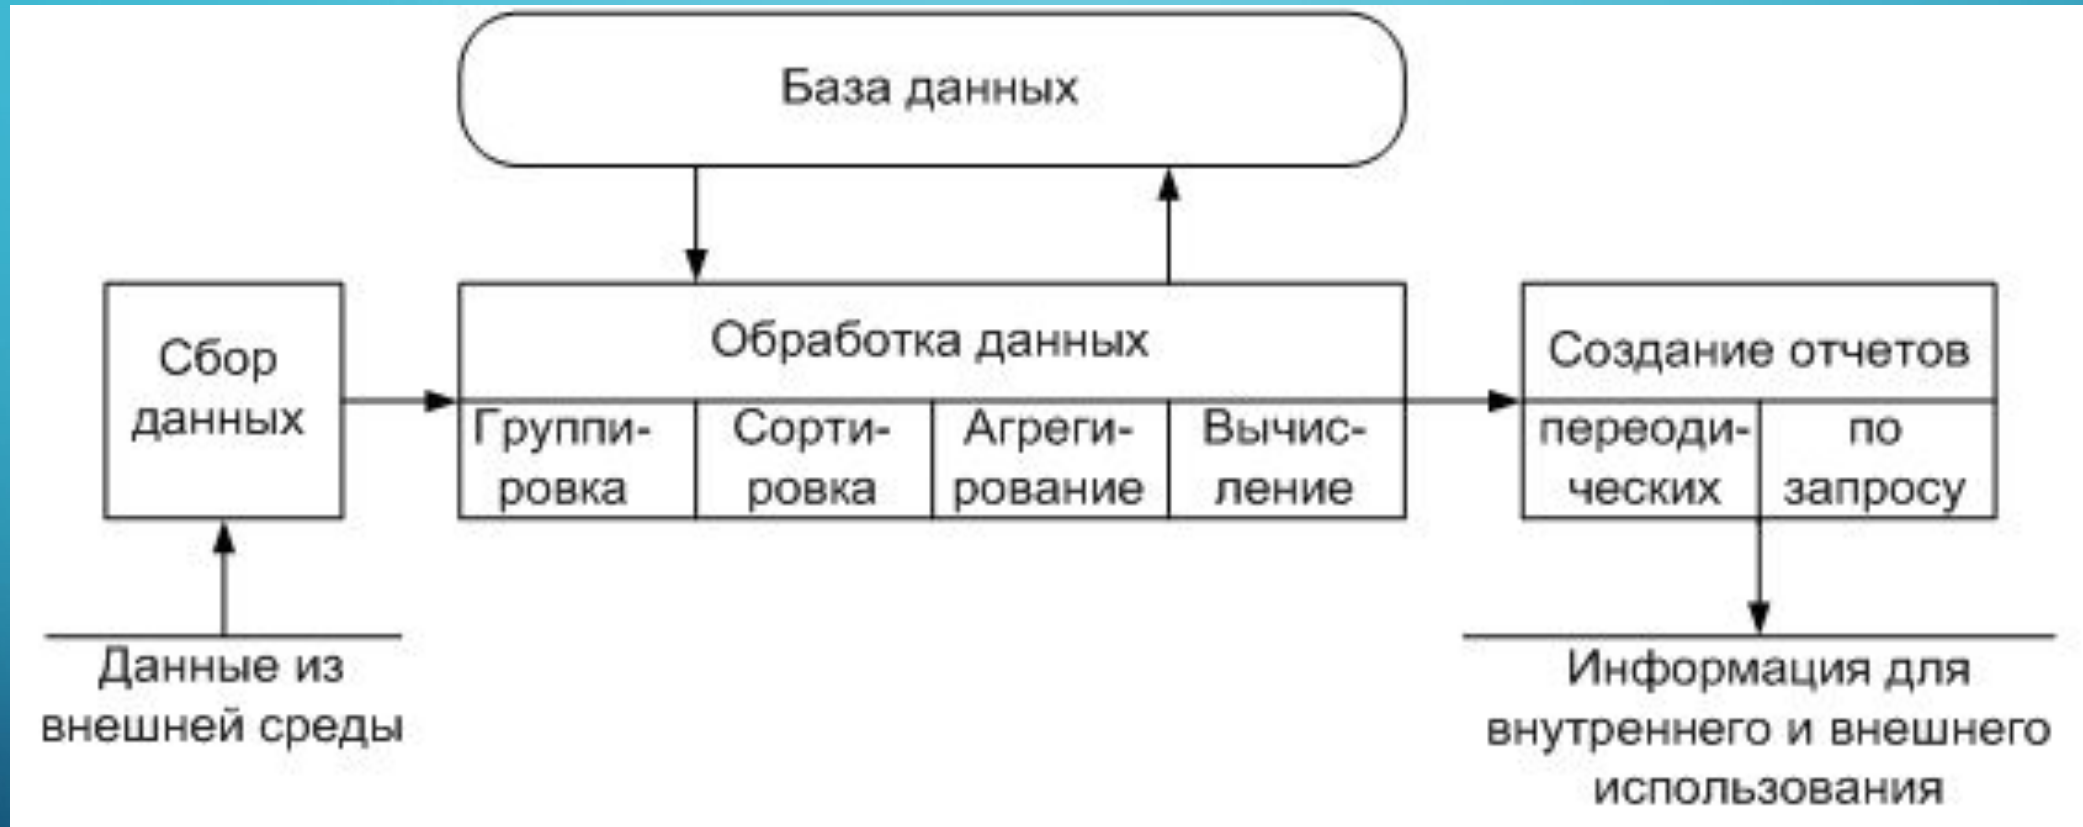 База данных
Сбор
данных
Обработка данных
Группи-
ровка
Сорти-
ровка
Агреги-
рование
Вычис-
ление
Создание отчетов
переоди-
ческих
по
запросу
Данные из
внешней среды
Информация для
внутреннего и внешнего
использования